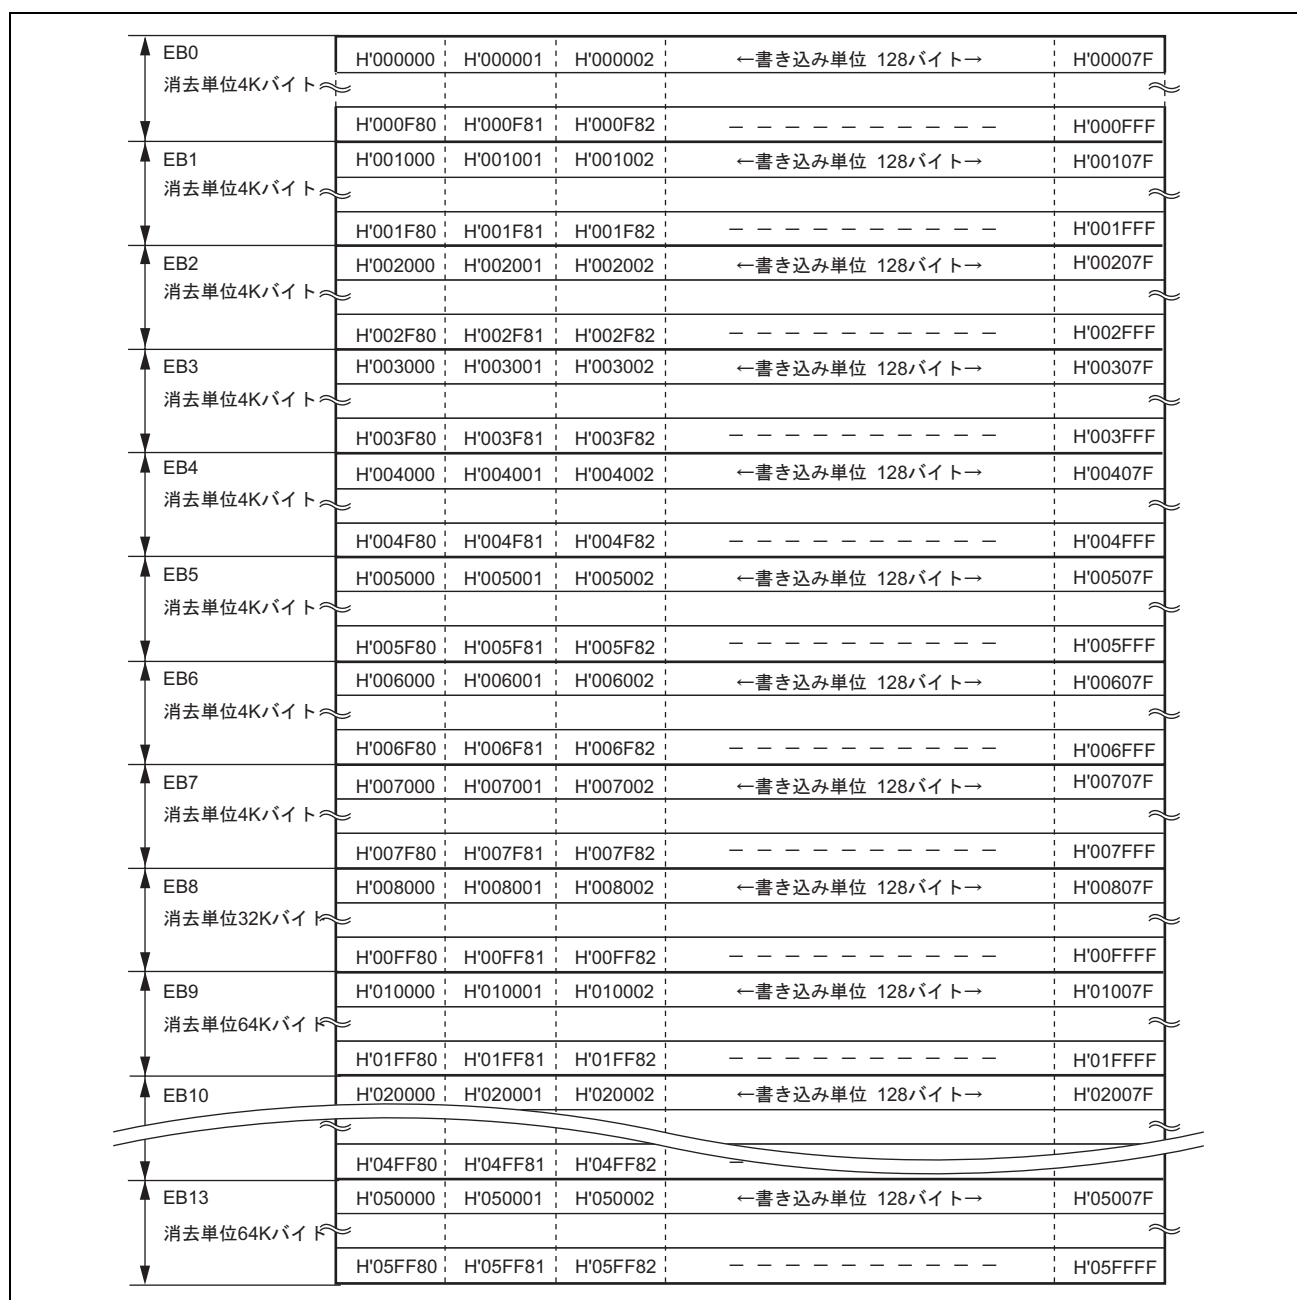 EB0 H'000000 H'000001 H'000002 ←書き込み単位 128バイト→ H'00007F
消去単位4Kバイト
H'000F80 H'000F81 H'000F82 – – – – – – – – – – H'000FFF
EB1 H'001000 H'001001 H'001002 ←書き込み単位 128バイト→ H'00107F
消去単位4Kバイト
H'001F80 H'001F81 H'001F82 – – – – – – – – – – H'001FFF
EB2 H'002000 H'002001 H'002002 ←書き込み単位 128バイト→ H'00207F
消去単位4Kバイト
H'002F80 H'002F81 H'002F82 – – – – – – – – – – H'002FFF
EB3 H'003000 H'003001 H'003002 ←書き込み単位 128バイト→ H'00307F
消去単位4Kバイト
H'003F80 H'003F81 H'003F82 – – – – – – – – – – H'003FFF
EB4 H'004000 H'004001 H'004002 ←書き込み単位 128バイト→ H'00407F
消去単位4Kバイト
H'004F80 H'004F81 H'004F82 – – – – – – – – – – H'004FFF
EB5 H'005000 H'005001 H'005002 ←書き込み単位 128バイト→ H'00507F
消去単位4Kバイト
H'005F80 H'005F81 H'005F82 – – – – – – – – – – H'005FFF
EB6 H'006000 H'006001 H'006002 ←書き込み単位 128バイト→ H'00607F
消去単位4Kバイト
H'006F80 H'006F81 H'006F82 – – – – – – – – – – H'006FFF
EB7 H'007000 H'007001 H'007002 ←書き込み単位 128バイト→ H'00707F
消去単位4Kバイト
H'007F80 H'007F81 H'007F82 – – – – – – – – – – H'007FFF
EB8 H'008000 H'008001 H'008002 ←書き込み単位 128バイト→ H'00807F
消去単位32Kバイト
H'00FF80 H'00FF81 H'00FF82 – – – – – – – – – – H'00FFFF
EB9 H'010000 H'010001 H'010002 ←書き込み単位 128バイト→ H'01007F
消去単位64Kバイト
H'01FF80 H'01FF81 H'01FF82 – – – – – – – – – – H'01FFFF
EB10 H'020000 H'020001 H'020002 ←書き込み単位 128バイト→ H'02007F
H'04FF80 H'04FF81 H'04FF82 –
EB13 H'050000 H'050001 H'050002 ←書き込み単位 128バイト→ H'05007F
消去単位64Kバイト
H'05FF80 H'05FF81 H'05FF82 – – – – – – – – – – H'05FFFF